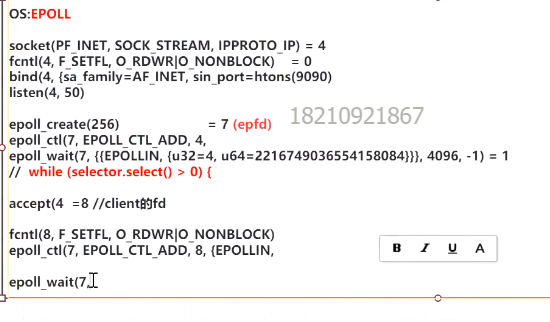 OS:EPOLL
socket(PF_INET, SOCK_STREAM, IPPROTO_IP) = 4
fcntl(4, F_SETFL, O_RDWR|O_NONBLOCK) = 0
bind(4, {sa_family=AF_INET, sin_port=htons(9090)
listen(4, 50)
18210921867
epoll_create(256) = 7 (epfd)
epoll_ctl(7, EPOLL_CTL_ADD, 4,
epoll_wait(7, {{EPOLLIN, {u32=4, u64=2216749036554158084}}}, 4096, -1) = 1
// while (selector.select() > 0) {
accept(4 =8 //client的fd
fcntl(8, F_SETFL, O_RDWR|O_NONBLOCK)
epoll_ctl(7, EPOLL_CTL_ADD, 8, {EPOLLIN,
B I U A
epoll_wait(7,